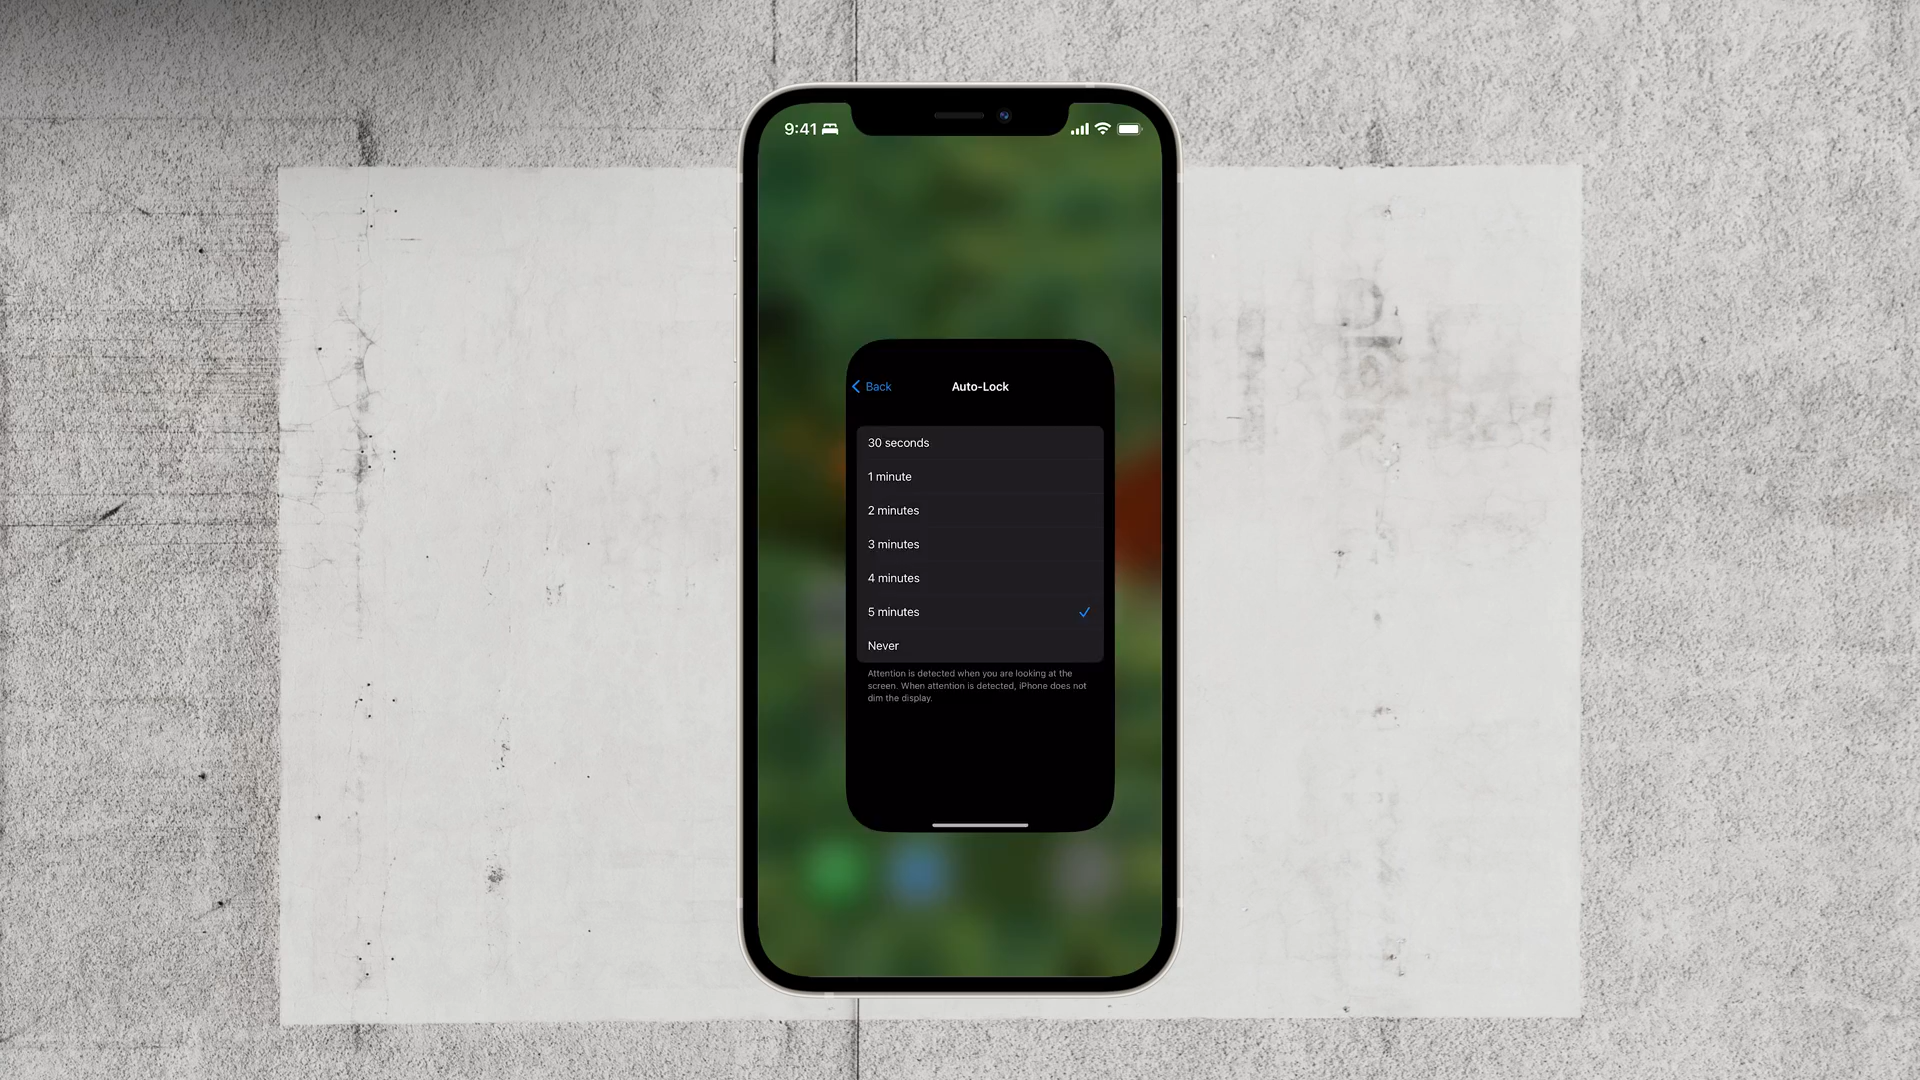 9:41
Back
Auto-Lock
30 seconds
1 minute
2 minutes
3 minutes
4 minutes
5 minutes
Never
Attention is detected when you are looking at the
screen. When attention is detected, iPhone does not
dim the display.